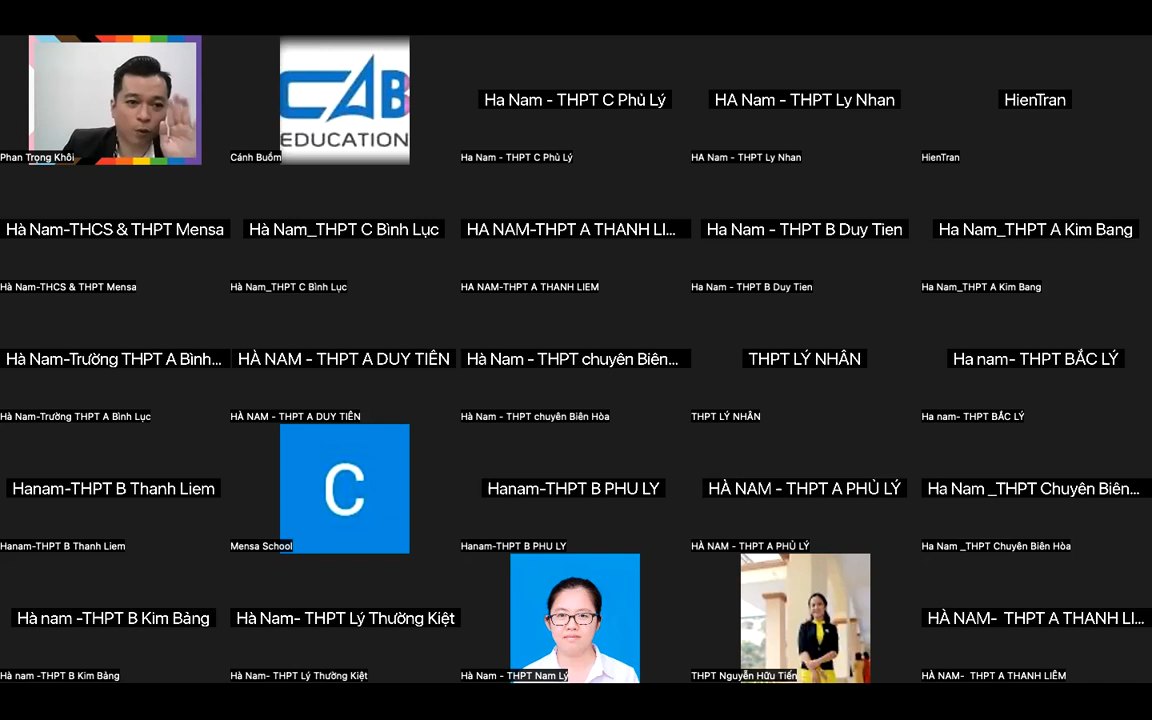 Phan Trọng Khôi
CAB
EDUCATION
Cánh Buồm
Ha Nam - THPT C Phủ Lý
Ha Nam - THPT C Phủ Lý
HA Nam - THPT Ly Nhan
HA Nam - THPT Ly Nhan
HienTran
HienTran
Hà Nam-THCS & THPT Mensa
Hà Nam-THCS & THPT Mensa
Hà Nam_THPT C Bình Lục
Hà Nam_THPT C Bình Lục
HA NAM-THPT A THANH LI...
HA NAM-THPT A THANH LIEM
Ha Nam - THPT B Duy Tien
Ha Nam - THPT B Duy Tien
Ha Nam_THPT A Kim Bang
Ha Nam_THPT A Kim Bang
Hà Nam-Trường THPT A Bình...
Hà Nam-Trường THPT A Bình Lục
HÀ NAM - THPT A DUY TIÊN
HÀ NAM - THPT A DUY TIÊN
Hà Nam - THPT chuyên Biên...
Hà Nam - THPT chuyên Biên Hòa
THPT LÝ NHÂN
THPT LÝ NHÂN
Ha nam- THPT BẮC LÝ
Ha nam- THPT BẮC LÝ
Hanam-THPT B Thanh Liem
Hanam-THPT B Thanh Liem
C
Mensa School
Hanam-THPT B PHU LY
Hanam-THPT B PHU LY
HÀ NAM - THPT A PHỦ LÝ
HÀ NAM - THPT A PHỦ LÝ
Ha Nam _THPT Chuyên Biên...
Ha Nam _THPT Chuyên Biên Hòa
Hà nam -THPT B Kim Bảng
Hà nam -THPT B Kim Bảng
Hà Nam- THPT Lý Thường Kiệt
Hà Nam- THPT Lý Thường Kiệt
Hà Nam - THPT Nam Lý
THPT Nguyễn Hữu Tiến
HÀ NAM- THPT A THANH LI...
HÀ NAM- THPT A THANH LIÊM